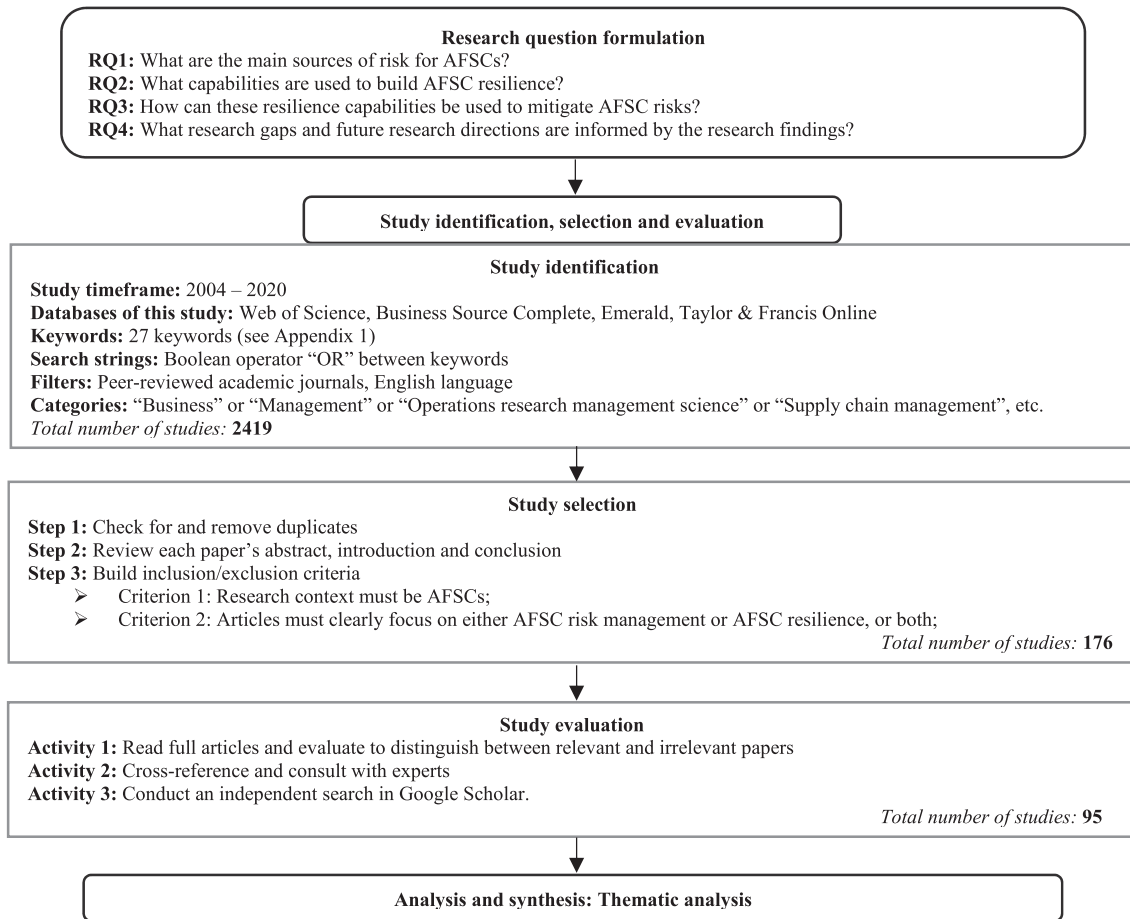 Research question formulation
RQ1: What are the main sources of risk for AFSCs?
RQ2: What capabilities are used to build AFSC resilience?
RQ3: How can these resilience capabilities be used to mitigate AFSC risks?
RQ4: What research gaps and future research directions are informed by the research findings?
Study identification, selection and evaluation
Study identification
Study timeframe: 2004 – 2020
Databases of this study: Web of Science, Business Source Complete, Emerald, Taylor & Francis Online
Keywords: 27 keywords (see Appendix 1)
Search strings: Boolean operator “OR” between keywords
Filters: Peer-reviewed academic journals, English language
Categories: “Business” or “Management” or “Operations research management science” or “Supply chain management”, etc.
Total number of studies: 2419
Study selection
Step 1: Check for and remove duplicates
Step 2: Review each paper’s abstract, introduction and conclusion
Step 3: Build inclusion/exclusion criteria
➢ Criterion 1: Research context must be AFSCs;
➢ Criterion 2: Articles must clearly focus on either AFSC risk management or AFSC resilience, or both;
Total number of studies: 176
Study evaluation
Activity 1: Read full articles and evaluate to distinguish between relevant and irrelevant papers
Activity 2: Cross-reference and consult with experts
Activity 3: Conduct an independent search in Google Scholar.
Total number of studies: 95
Analysis and synthesis: Thematic analysis